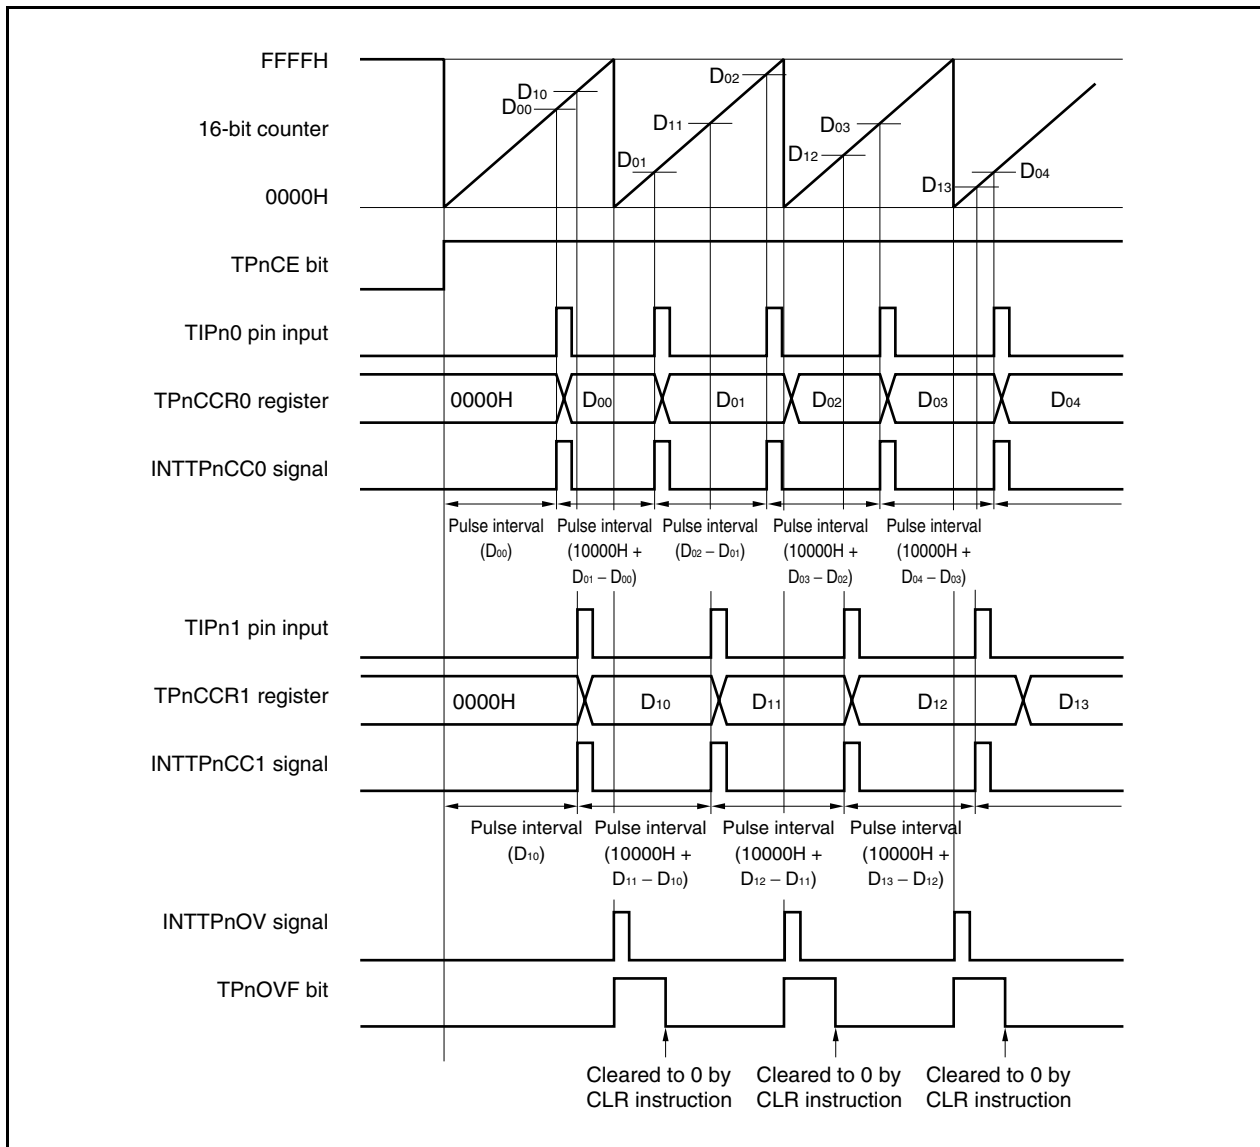 FFFFH
16-bit counter
0000H
D00
D10
D01
D11
D02
D12
D03
D13
D04
TPnCE bit
TIPn0 pin input
TPnCCR0 register
0000H
D00
D01
D02
D03
D04
INTTPnCC0 signal
Pulse interval
(D00)
Pulse interval
(10000H +
D01 – D00)
Pulse interval
(D02 – D01)
Pulse interval
(10000H +
D03 – D02)
Pulse interval
(10000H +
D04 – D03)
TIPn1 pin input
TPnCCR1 register
0000H
D10
D11
D12
D13
INTTPnCC1 signal
Pulse interval
(D10)
Pulse interval
(10000H +
D11 – D10)
Pulse interval
(10000H +
D12 – D11)
Pulse interval
(10000H +
D13 – D12)
INTTPnOV signal
TPnOVF bit
Cleared to 0 by
CLR instruction
Cleared to 0 by
CLR instruction
Cleared to 0 by
CLR instruction